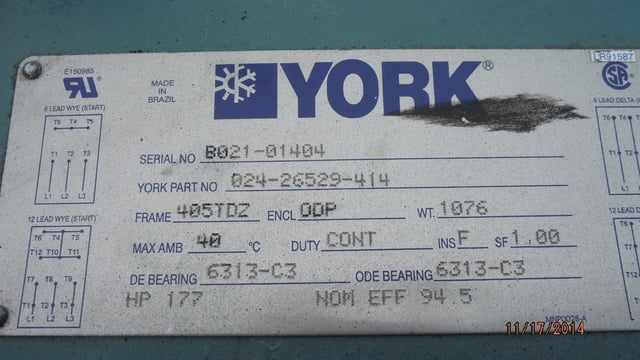 E150985
LR91587
MADE IN BRAZIL
YORK®
6 LEAD WYE (START)
T6 T4 T5
T1 T2 T3
L1 L2 L3
6 LEAD DELTA
SERIAL NO B021-01404
YORK PART NO 024-26529-414
FRAME 405TDZ ENCL ODP WT. 1076
MAX AMB 40 °C DUTY CONT INS F SF 1.00
DE BEARING 6313-C3 ODE BEARING 6313-C3
HP 177 NOM EFF 94.5
12 LEAD WYE (START)
T6 T4 T5
T12 T10 T11
T7 T8 T9
T1 T2 T3
L1 L2 L3
12 LEAD
MNP0028-A
11/17/2014